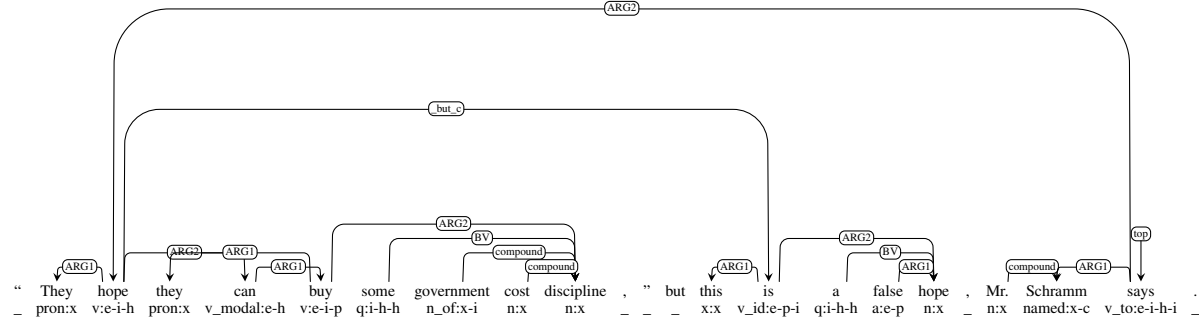 ARG2
_but_c
ARG2
BV
ARG2
BV
top
ARG2 ARG1 compound
ARG1 ARG1 compound ARG1 ARG1 compound ARG1
“ They hope they can buy some government cost discipline , ” but this is a false hope , Mr. Schramm says .
_ pron:x v:e-i-h pron:x v_modal:e-h v:e-i-p q:i-h-h n_of:x-i n:x n:x _ _ _ x:x v_id:e-p-i q:i-h-h a:e-p n:x _ n:x named:x-c v_to:e-i-h-i _